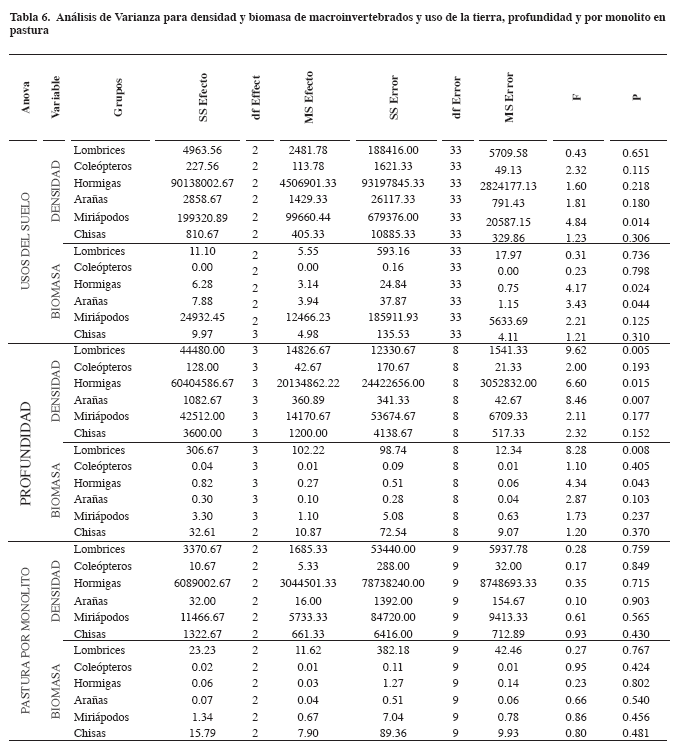 Tabla 6. Análisis de Varianza para densidad y biomasa de macroinvertebrados y uso de la tierra, profundidad y por monolito en
pastura
Anova Variable Grupos SS Efecto df Effect MS Efecto SS Error df Error MS Error F P
USOS DEL SUELO
DENSIDAD
Lombrices 4963.56 2 2481.78 188416.00 33 5709.58 0.43 0.651
Coleópteros 227.56 2 113.78 1621.33 33 49.13 2.32 0.115
Hormigas 90138002.67 2 4506901.33 93197845.33 33 2824177.13 1.60 0.218
Arañas 2858.67 2 1429.33 26117.33 33 791.43 1.81 0.180
Miriápodos 199320.89 2 99660.44 679376.00 33 20587.15 4.84 0.014
Chisas 810.67 2 405.33 10885.33 33 329.86 1.23 0.306
BIOMASA
Lombrices 11.10 2 5.55 593.16 33 17.97 0.31 0.736
Coleópteros 0.00 2 0.00 0.16 33 0.00 0.23 0.798
Hormigas 6.28 2 3.14 24.84 33 0.75 4.17 0.024
Arañas 7.88 2 3.94 37.87 33 1.15 3.43 0.044
Miriápodos 24932.45 2 12466.23 185911.93 33 5633.69 2.21 0.125
Chisas 9.97 3 4.98 135.53 33 4.11 1.21 0.310
PROFUNDIDAD
DENSIDAD
Lombrices 44480.00 3 14826.67 12330.67 8 1541.33 9.62 0.005
Coleópteros 128.00 3 42.67 170.67 8 21.33 2.00 0.193
Hormigas 60404586.67 3 20134862.22 24422656.00 8 3052832.00 6.60 0.015
Arañas 1082.67 3 360.89 341.33 8 42.67 8.46 0.007
Miriápodos 42512.00 3 14170.67 53674.67 8 6709.33 2.11 0.177
Chisas 3600.00 3 1200.00 4138.67 8 517.33 2.32 0.152
BIOMASA
Lombrices 306.67 3 102.22 98.74 8 12.34 8.28 0.008
Coleópteros 0.04 3 0.01 0.09 8 0.01 1.10 0.405
Hormigas 0.82 3 0.27 0.51 8 0.06 4.34 0.043
Arañas 0.30 3 0.10 0.28 8 0.04 2.87 0.103
Miriápodos 3.30 3 1.10 5.08 8 0.63 1.73 0.237
Chisas 32.61 2 10.87 72.54 8 9.07 1.20 0.370
PASTURA POR MONOLITO
DENSIDAD
Lombrices 3370.67 2 1685.33 53440.00 9 5937.78 0.28 0.759
Coleópteros 10.67 2 5.33 288.00 9 32.00 0.17 0.849
Hormigas 6089002.67 2 3044501.33 78738240.00 9 8748693.33 0.35 0.715
Arañas 32.00 2 16.00 1392.00 9 154.67 0.10 0.903
Miriápodos 11466.67 2 5733.33 84720.00 9 9413.33 0.61 0.565
Chisas 1322.67 2 661.33 6416.00 9 712.89 0.93 0.430
BIOMASA
Lombrices 23.23 2 11.62 382.18 9 42.46 0.27 0.767
Coleópteros 0.02 2 0.01 0.11 9 0.01 0.95 0.424
Hormigas 0.06 2 0.03 1.27 9 0.14 0.23 0.802
Arañas 0.07 2 0.04 0.51 9 0.06 0.66 0.540
Miriápodos 1.34 2 0.67 7.04 9 0.78 0.86 0.456
Chisas 15.79 2 7.90 89.36 9 9.93 0.80 0.481